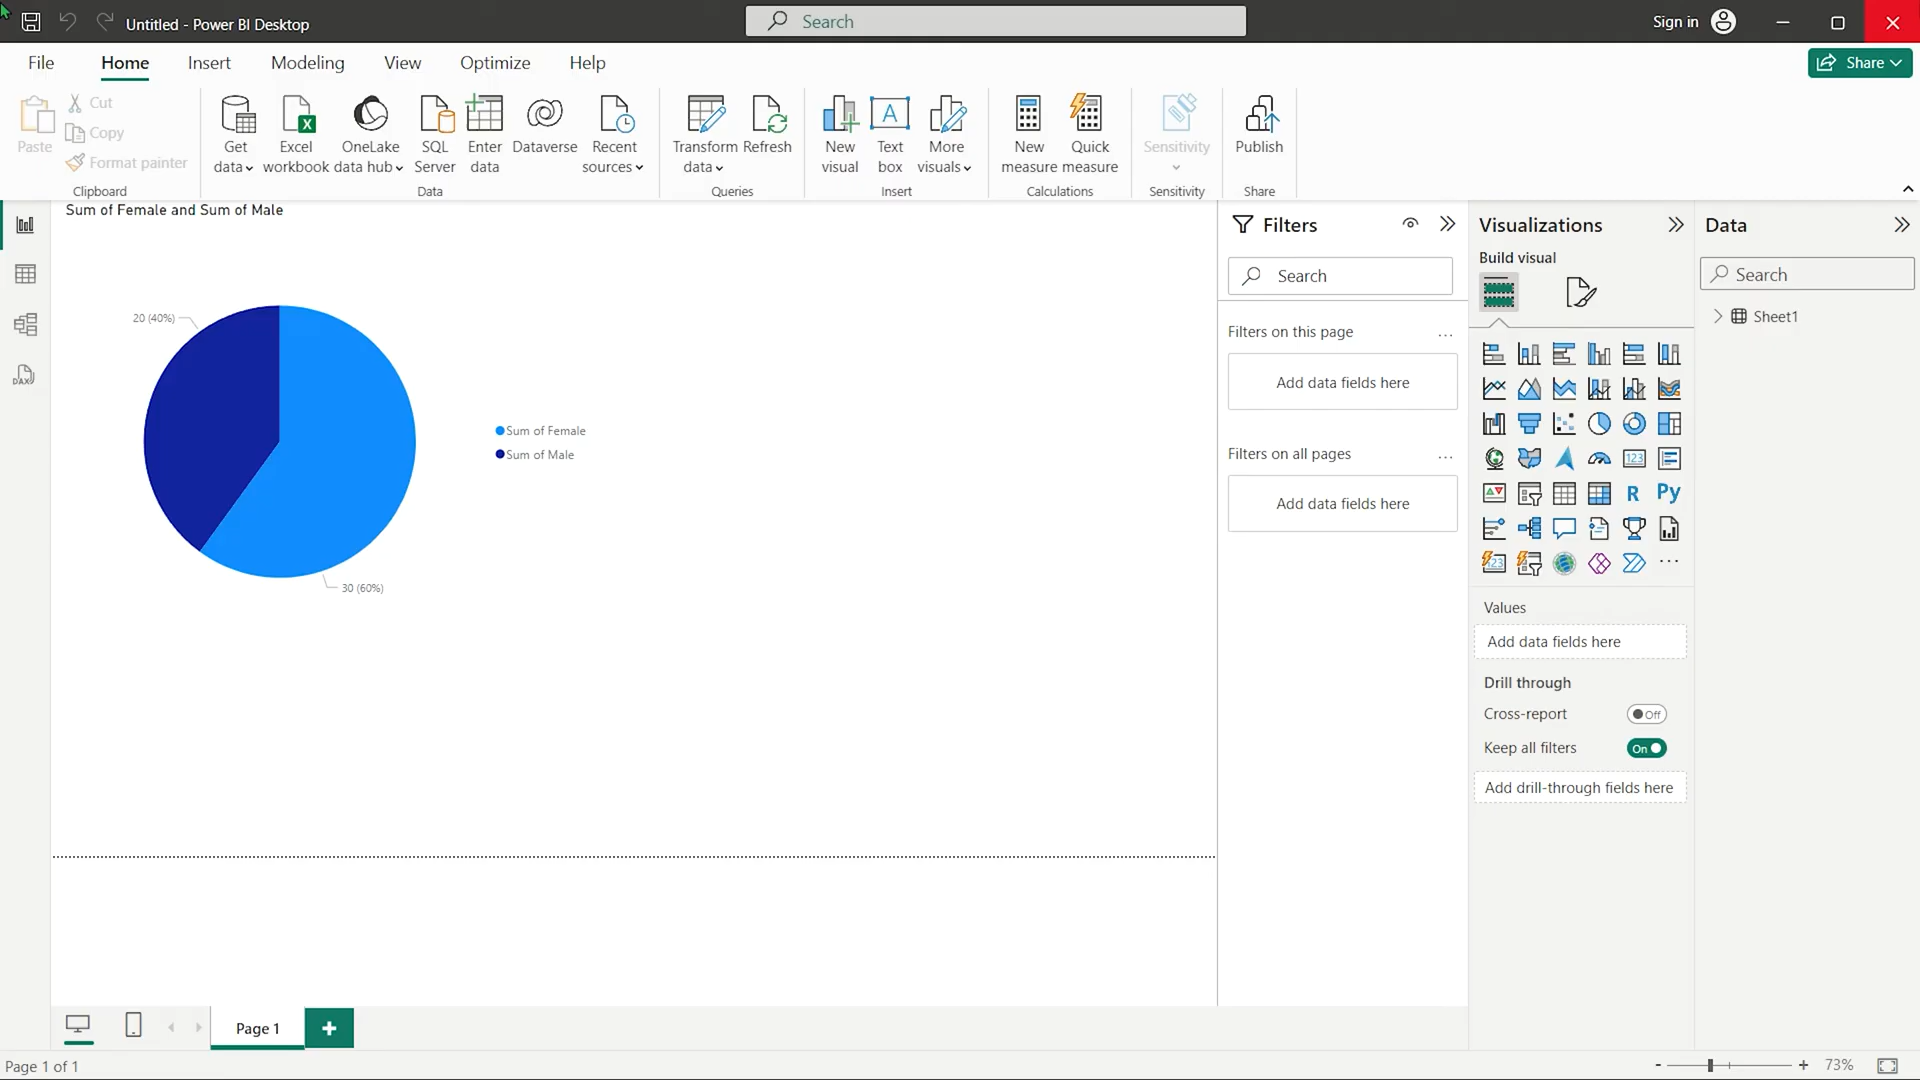 Untitled - Power BI Desktop
Search
Sign in
File Home Insert Modeling View Optimize Help
Share
Paste
Cut
Copy
Format painter
Clipboard
Get data
Excel workbook
OneLake data hub
SQL Server
Enter data
Dataverse
Recent sources
Data
Transform data
Refresh
Queries
New visual
A
Text box
More visuals
Insert
New measure
Quick measure
Calculations
Sensitivity
Sensitivity
Publish
Share
DAX
Sum of Female and Sum of Male
20 (40%)
30 (60%)
Sum of Female
Sum of Male
Filters
Search
Filters on this page
...
Add data fields here
Filters on all pages
...
Add data fields here
Visualizations
Build visual
123
R
Py
123
...
Values
Add data fields here
Drill through
Cross-report
Off
Keep all filters
On
Add drill-through fields here
Data
Search
Sheet1
Page 1
+
Page 1 of 1
- + 73%